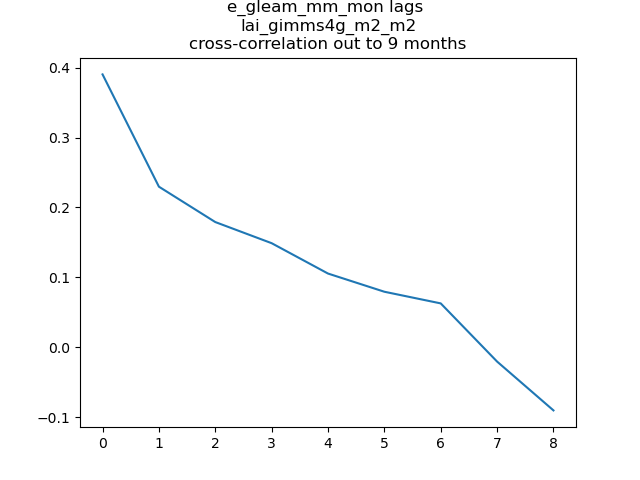 e_gleam_mm_mon lags
lai_gimms4g_m2_m2
cross-correlation out to 9 months
0.4
0.3
0.2
0.1
0.0
−0.1
0 1 2 3 4 5 6 7 8